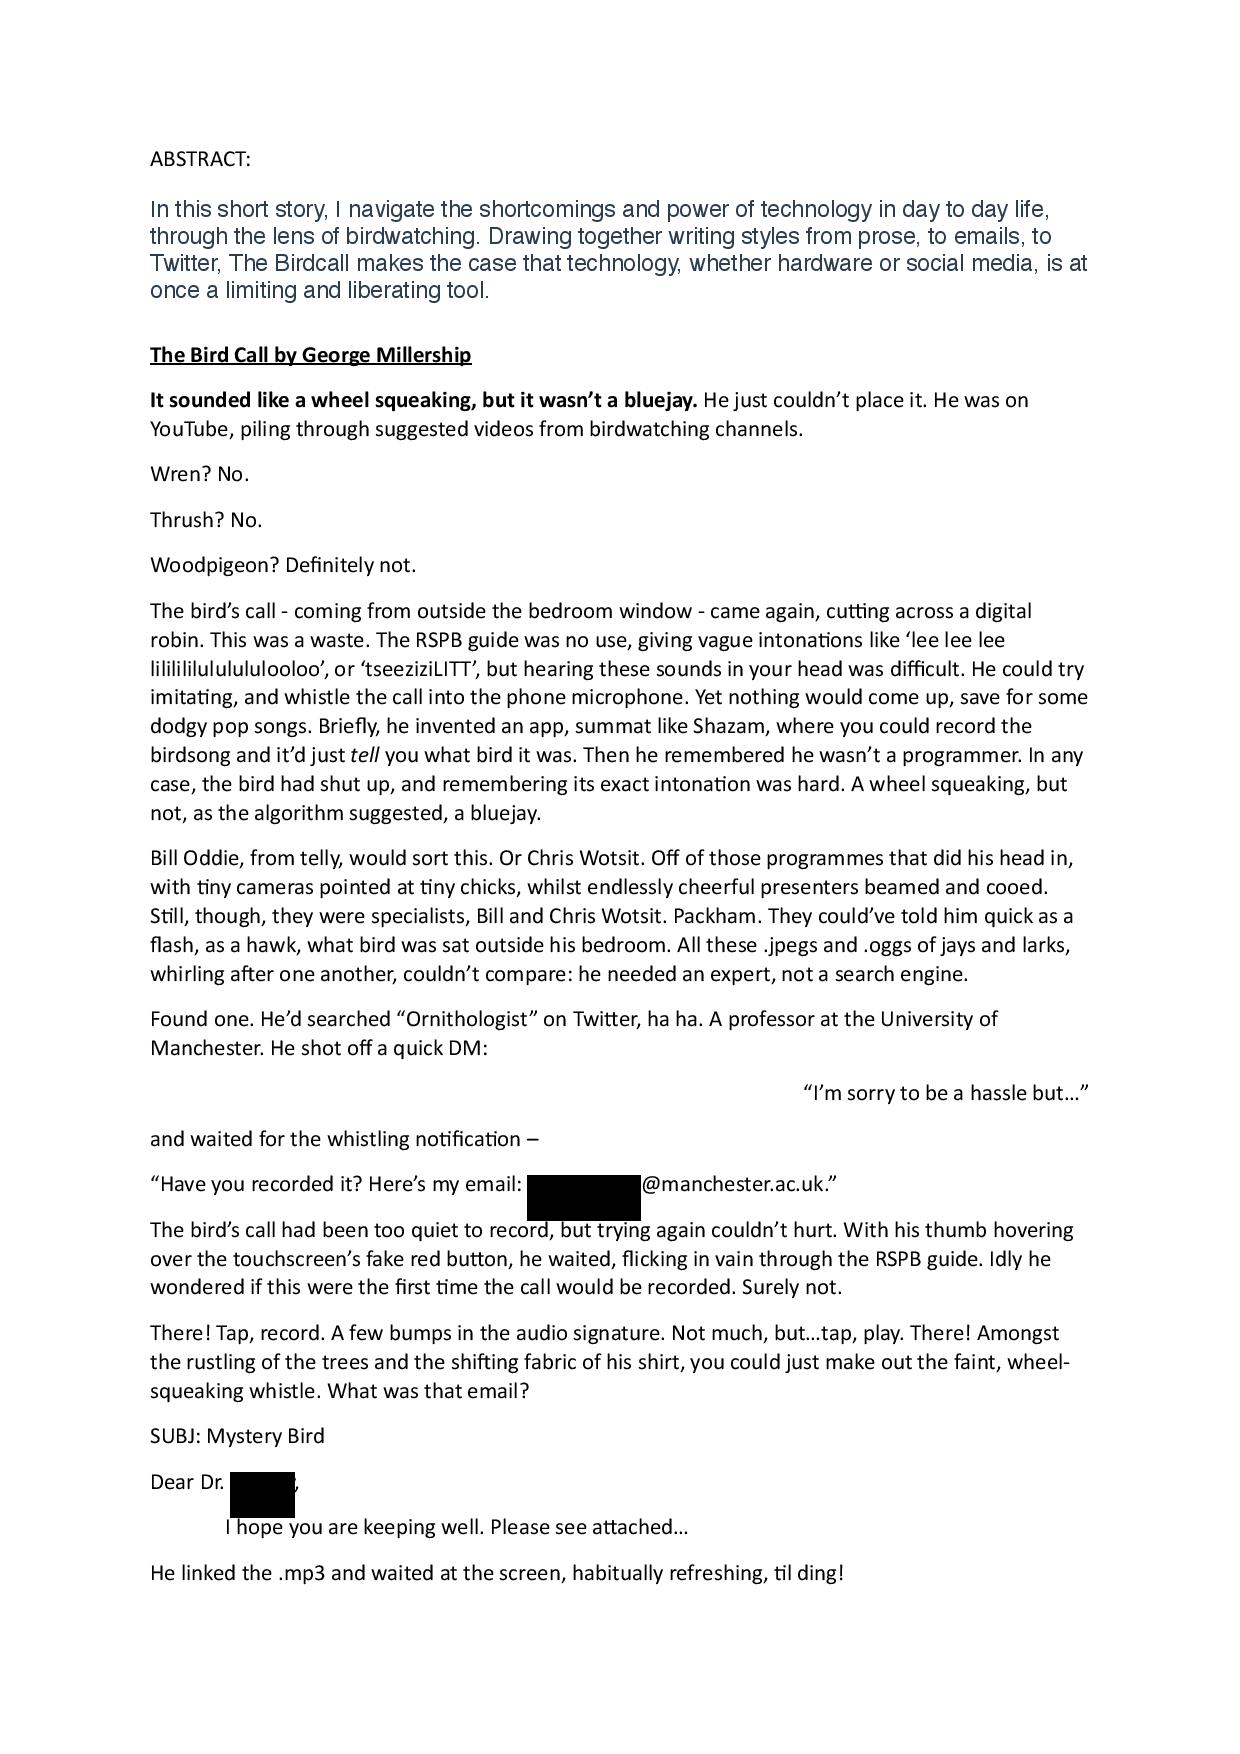 ABSTRACT:
In this short story, I navigate the shortcomings and power of technology in day to day life,
through the lens of birdwatching. Drawing together writing styles from prose, to emails, to
Twitter, The Birdcall makes the case that technology, whether hardware or social media, is at
once a limiting and liberating tool.
The Bird Call by George Millership
It sounded like a wheel squeaking, but it wasn’t a bluejay. He just couldn’t place it. He was on
YouTube, piling through suggested videos from birdwatching channels.
Wren? No.
Thrush? No.
Woodpigeon? Definitely not.
The bird’s call - coming from outside the bedroom window - came again, cutting across a digital
robin. This was a waste. The RSPB guide was no use, giving vague intonations like ‘lee lee lee
lilililililululululooloo’, or ‘tseeziziLITT’, but hearing these sounds in your head was difficult. He could try
imitating, and whistle the call into the phone microphone. Yet nothing would come up, save for some
dodgy pop songs. Briefly, he invented an app, summat like Shazam, where you could record the
birdsong and it’d just tell you what bird it was. Then he remembered he wasn’t a programmer. In any
case, the bird had shut up, and remembering its exact intonation was hard. A wheel squeaking, but
not, as the algorithm suggested, a bluejay.
Bill Oddie, from telly, would sort this. Or Chris Wotsit. Off of those programmes that did his head in,
with tiny cameras pointed at tiny chicks, whilst endlessly cheerful presenters beamed and cooed.
Still, though, they were specialists, Bill and Chris Wotsit. Packham. They could’ve told him quick as a
flash, as a hawk, what bird was sat outside his bedroom. All these .jpegs and .oggs of jays and larks,
whirling after one another, couldn’t compare: he needed an expert, not a search engine.
Found one. He’d searched “Ornithologist” on Twitter, ha ha. A professor at the University of
Manchester. He shot off a quick DM:
“I’m sorry to be a hassle but…”
and waited for the whistling notification –
“Have you recorded it? Here’s my email: @manchester.ac.uk.”
The bird’s call had been too quiet to record, but trying again couldn’t hurt. With his thumb hovering
over the touchscreen’s fake red button, he waited, flicking in vain through the RSPB guide. Idly he
wondered if this were the first time the call would be recorded. Surely not.
There! Tap, record. A few bumps in the audio signature. Not much, but…tap, play. There! Amongst
the rustling of the trees and the shifting fabric of his shirt, you could just make out the faint, wheel-
squeaking whistle. What was that email?
SUBJ: Mystery Bird
Dear Dr. ,
I hope you are keeping well. Please see attached…
He linked the .mp3 and waited at the screen, habitually refreshing, til ding!